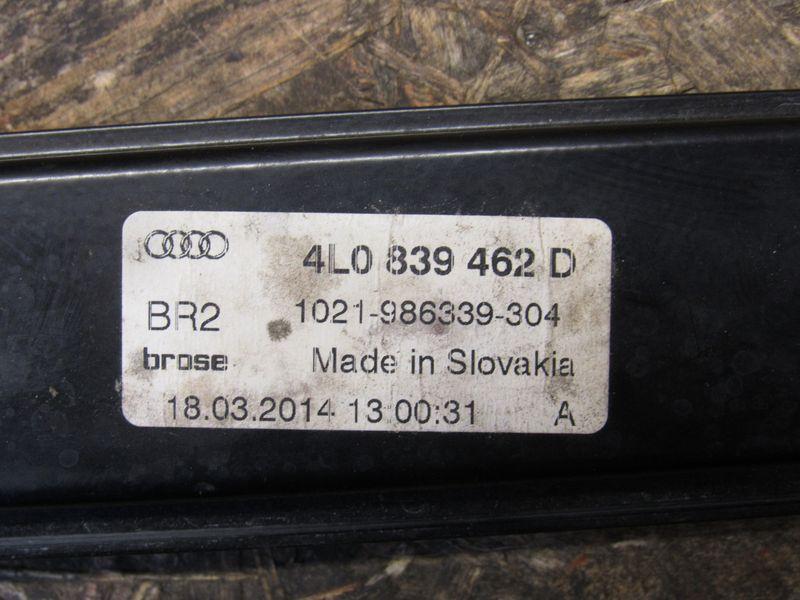 4L0 839 462 D
BR2 1021-986339-304
brose Made in Slovakia
18.03.2014 13:00:31 A